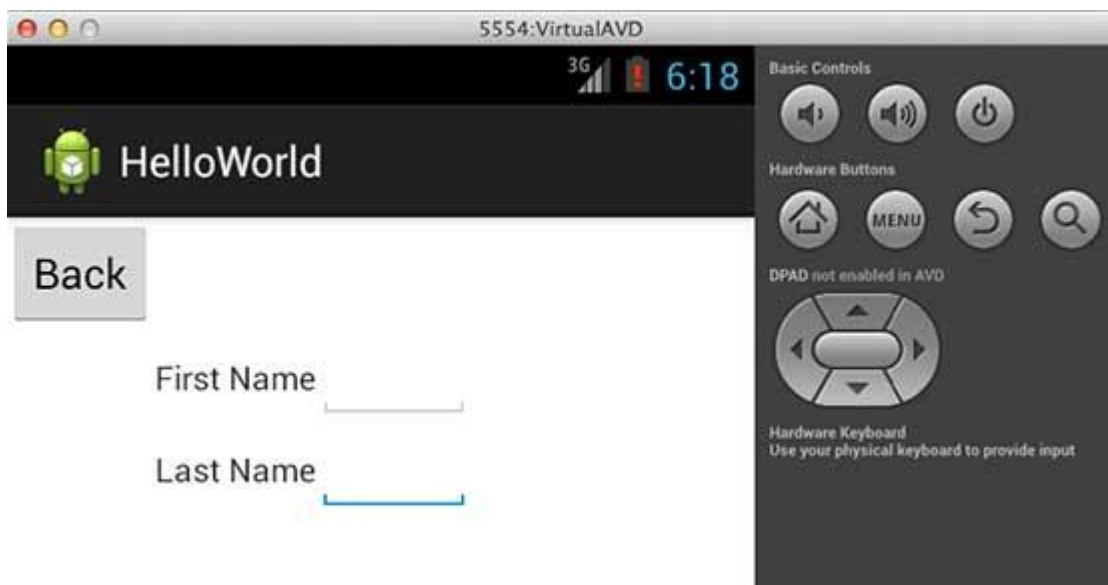 5554:VirtualAVD
3G 6:18
HelloWorld
Back
First Name
Last Name
Basic Controls
Hardware Buttons
MENU
DPAD not enabled in AVD
Hardware Keyboard
Use your physical keyboard to provide input